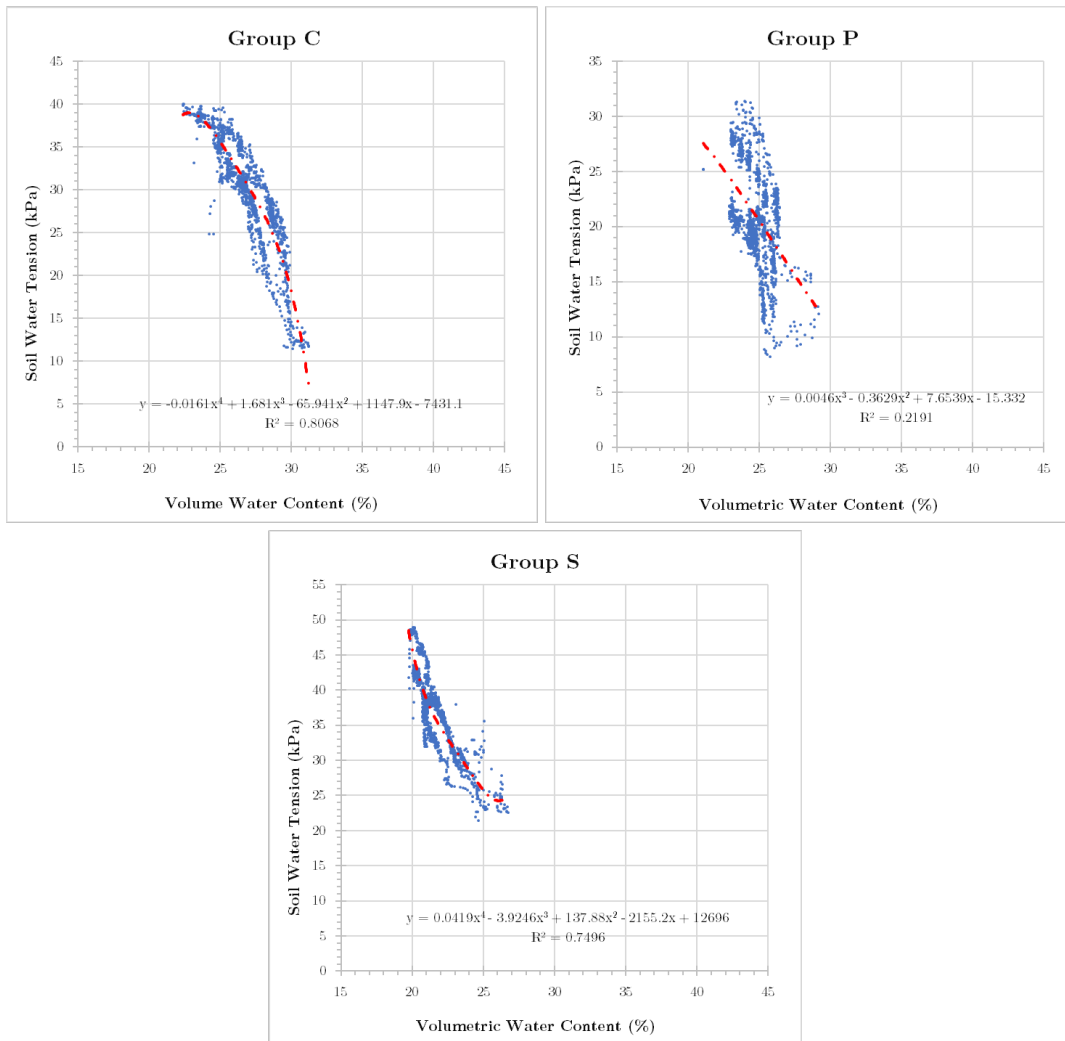 Group C
45
40
35
30
25
20
15
10
5
0
Soil Water Tension (kPa)
y = -0.0161x⁴ + 1.681x³ - 65.941x² + 1147.9x - 7431.1
R² = 0.8068
15 20 25 30 35 40 45
Volume Water Content (%)
Group P
35
30
25
20
15
10
5
0
Soil Water Tension (kPa)
y = 0.0046x³ - 0.3629x² + 7.6539x - 15.332
R² = 0.2191
15 20 25 30 35 40 45
Volumetric Water Content (%)
Group S
55
50
45
40
35
30
25
20
15
10
5
0
Soil Water Tension (kPa)
y = 0.0419x⁴ - 3.9246x³ + 137.88x² - 2155.2x + 12696
R² = 0.7496
15 20 25 30 35 40 45
Volumetric Water Content (%)